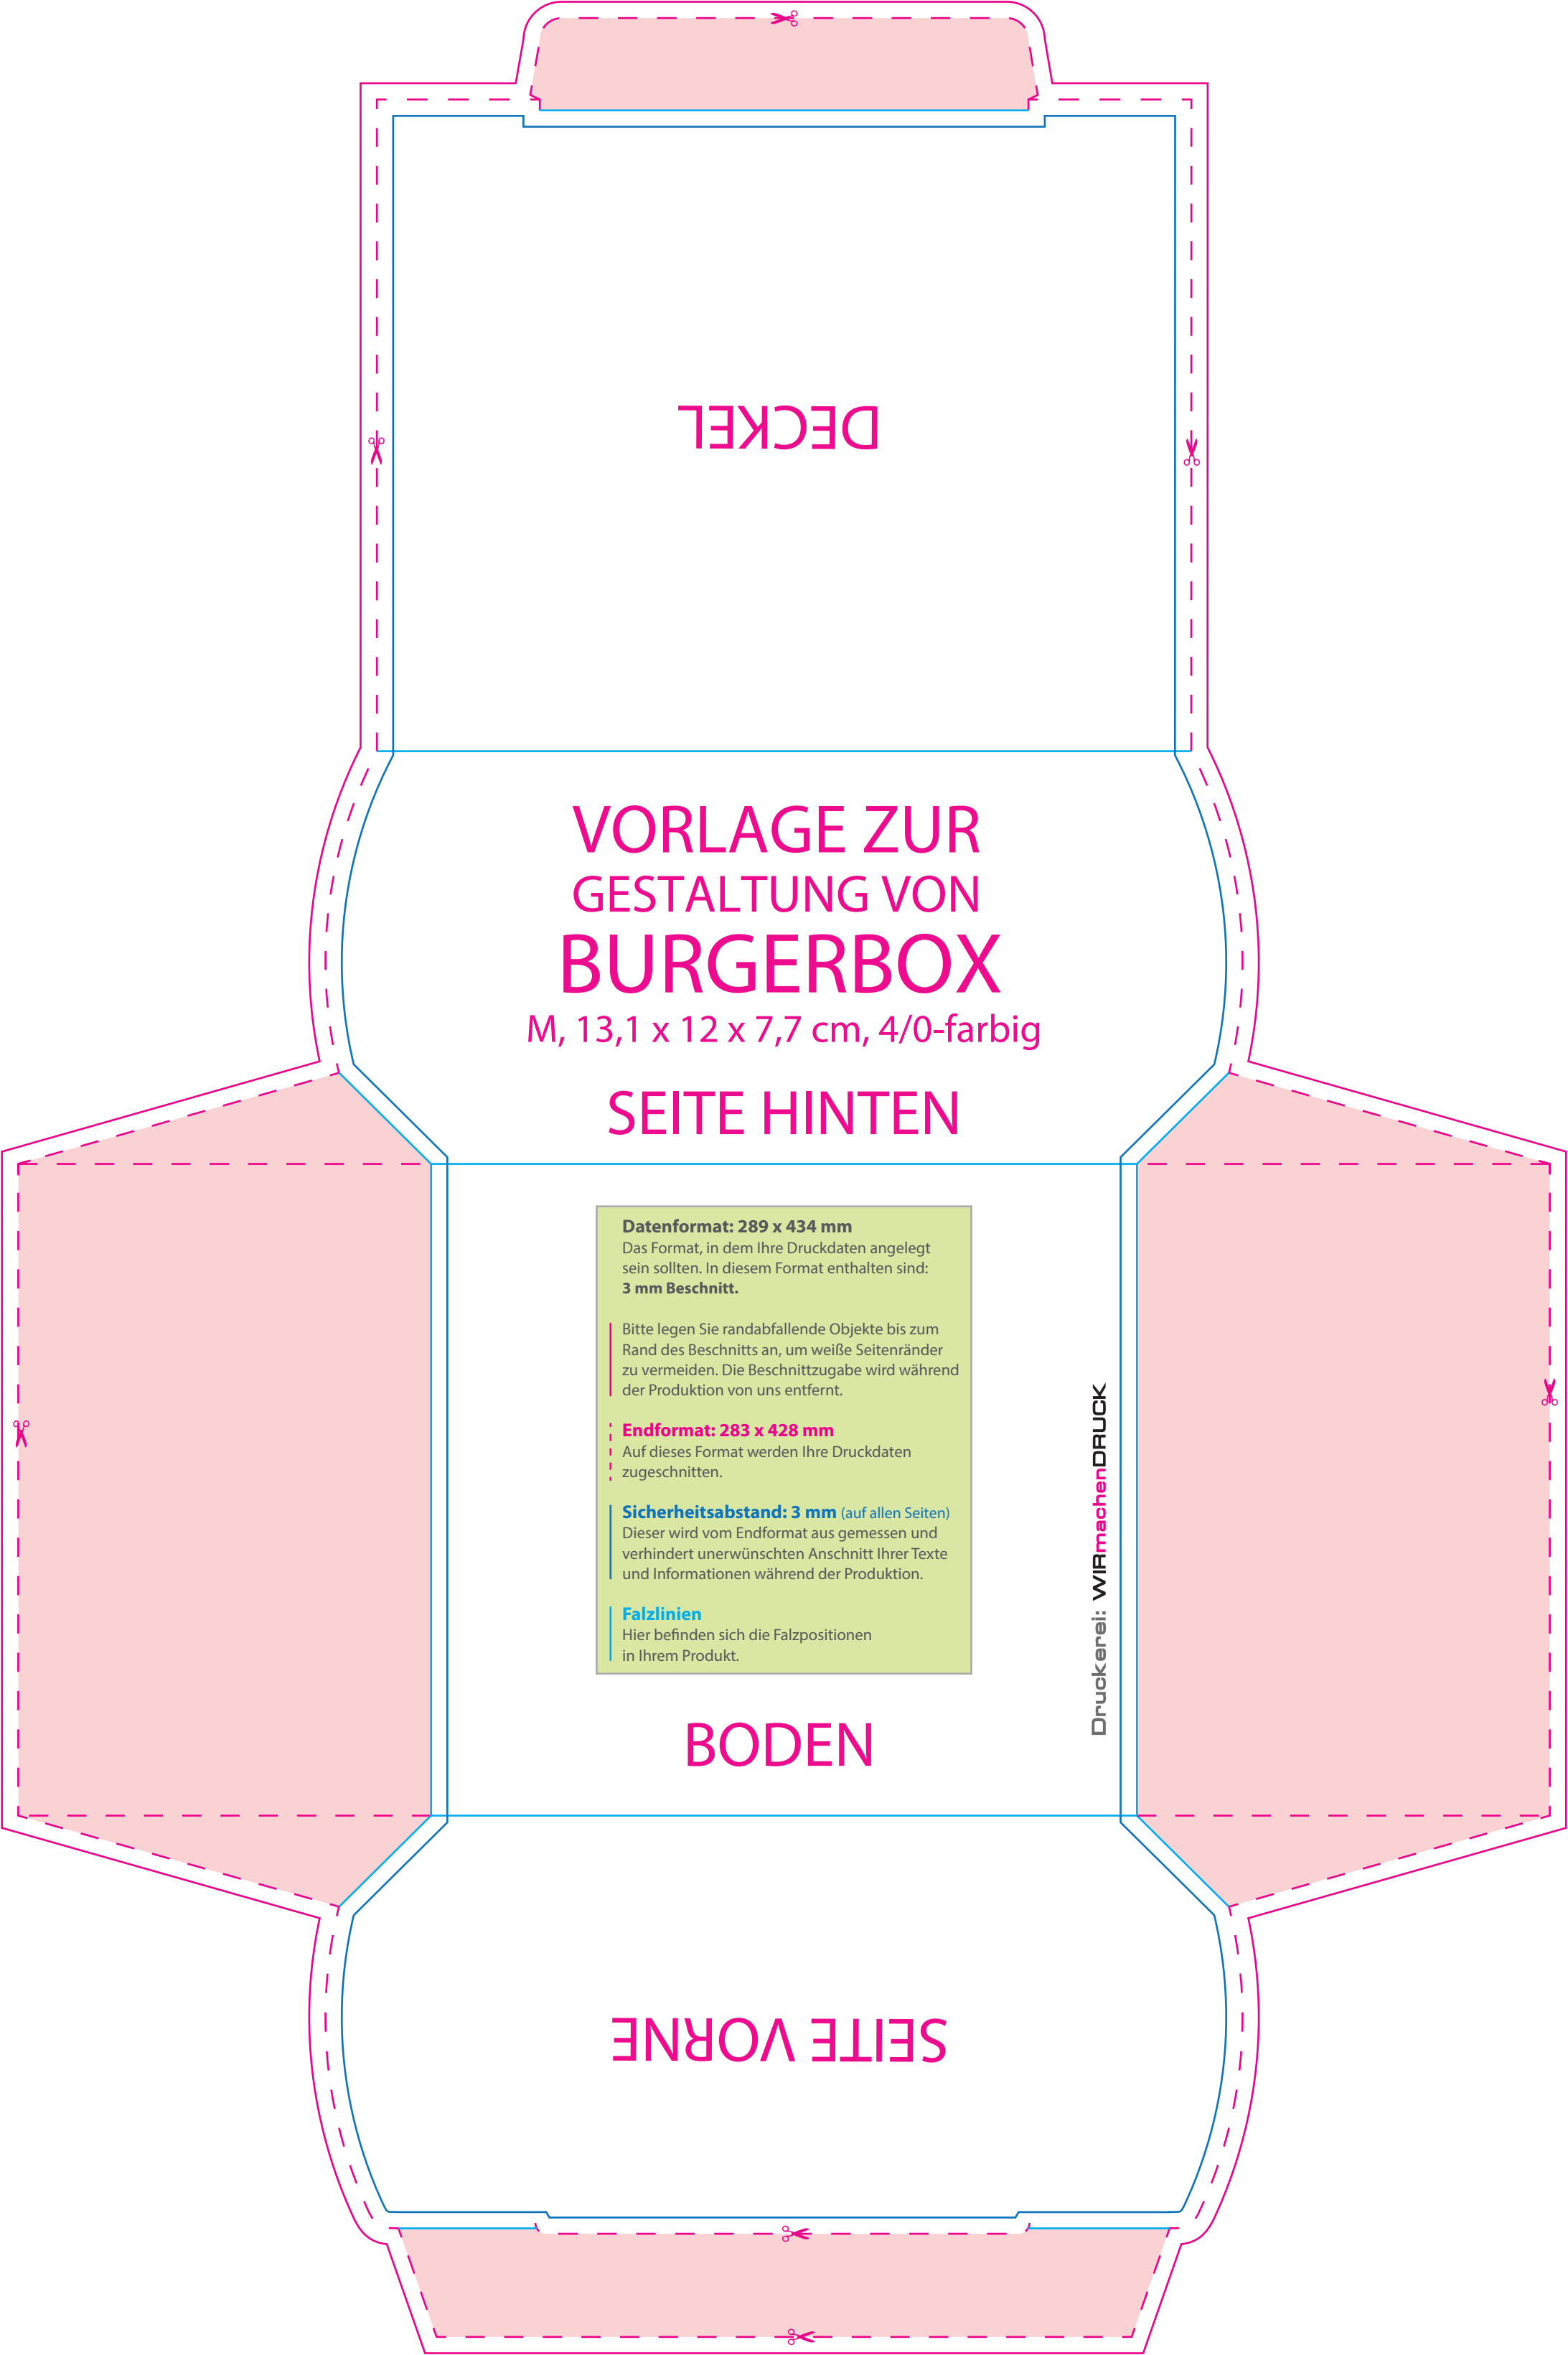 DECKEL
VORLAGE ZUR
GESTALTUNG VON
BURGERBOX
M, 13,1 x 12 x 7,7 cm, 4/0-farbig
SEITE HINTEN
Datenformat: 289 x 434 mm
Das Format, in dem Ihre Druckdaten angelegt
sein sollten. In diesem Format enthalten sind:
3 mm Beschnitt.
Bitte legen Sie randabfallende Objekte bis zum
Rand des Beschnitts an, um weiße Seitenränder
zu vermeiden. Die Beschnittzugabe wird während
der Produktion von uns entfernt.
Endformat: 283 x 428 mm
Auf dieses Format werden Ihre Druckdaten
zugeschnitten.
Sicherheitsabstand: 3 mm (auf allen Seiten)
Dieser wird vom Endformat aus gemessen und
verhindert unerwünschten Anschnitt Ihrer Texte
und Informationen während der Produktion.
Falzlinien
Hier befinden sich die Falzpositionen
in Ihrem Produkt.
Druckerei: WIRmachenDRUCK
BODEN
SEITE VORNE